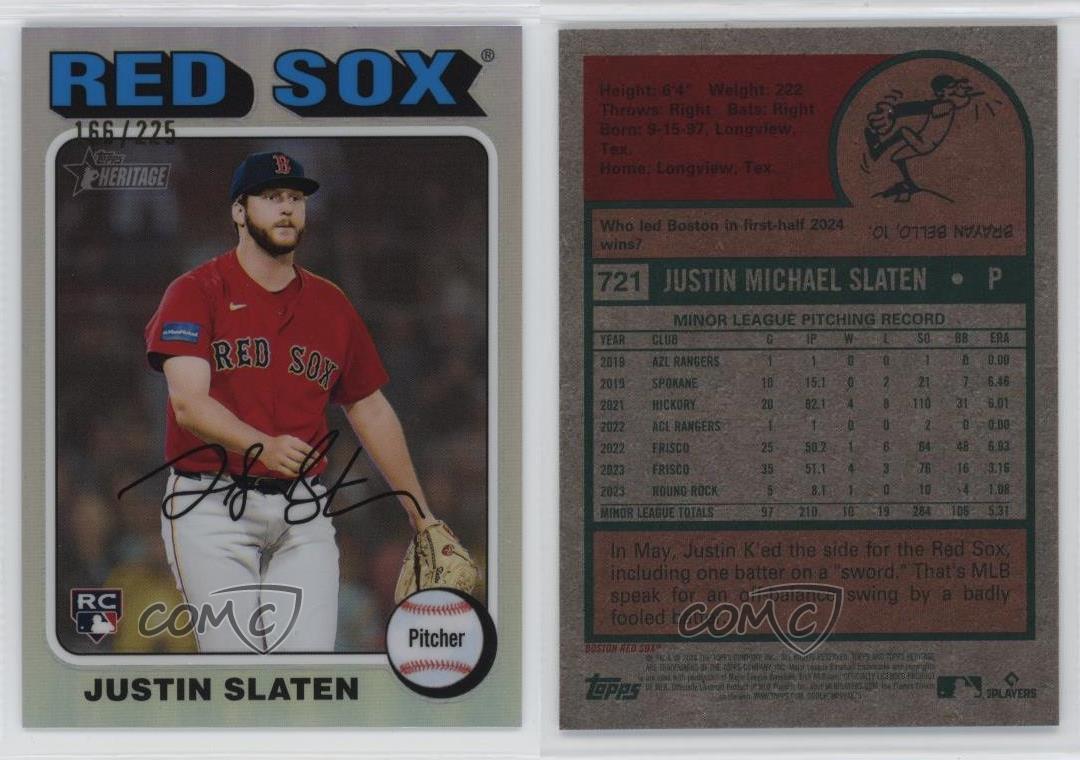 RED SOX®
166/225
Topps
HERITAGE
RED SOX
RC
Pitcher
JUSTIN SLATEN
COMC
Height: 6'4" Weight: 222
Throws: Right Bats: Right
Born: 9-15-97, Longview,
Tex.
Home: Longview, Tex.
Who led Boston in first-half 2024
wins?
BRAYAN BELLO, 10.
721 JUSTIN MICHAEL SLATEN • P
MINOR LEAGUE PITCHING RECORD
YEAR CLUB G IP W L SO BB ERA
2018 AZL RANGERS 1 1 0 0 1 0 0.00
2019 SPOKANE 10 15.1 0 2 21 7 6.46
2021 HICKORY 20 82.1 4 8 110 31 6.01
2022 ACL RANGERS 1 1 0 0 2 0 0.00
2022 FRISCO 25 50.2 1 6 64 48 6.93
2023 FRISCO 35 51.1 4 3 76 16 3.16
2023 ROUND ROCK 5 8.1 1 0 10 4 1.08
MINOR LEAGUE TOTALS 97 210 10 19 284 106 5.31
In May, Justin K'ed the side for the Red Sox,
including one batter on a "sword." That's MLB
speak for an off-balance swing by a badly
fooled batter.
COMC
BOSTON RED SOX®
topps
PLAYERS